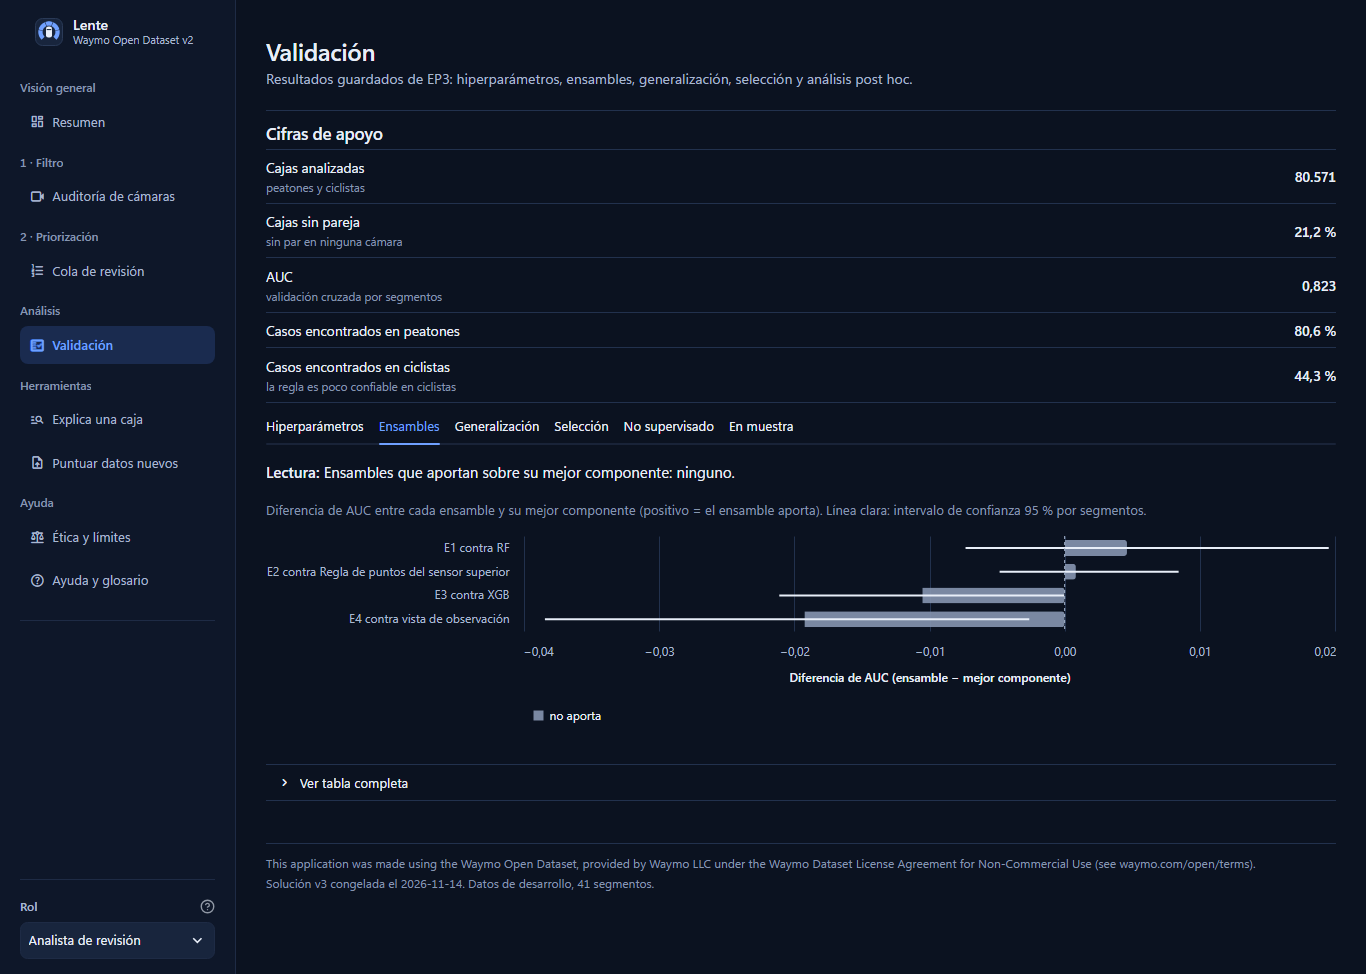 Lente
Waymo Open Dataset v2
Visión general
Resumen
1 · Filtro
Auditoría de cámaras
2 · Priorización
Cola de revisión
Análisis
Validación
Herramientas
Explica una caja
Puntuar datos nuevos
Ayuda
Ética y límites
Ayuda y glosario
Rol
Analista de revisión
Validación
Resultados guardados de EP3: hiperparámetros, ensables, generalización, selección y análisis post hoc.
Cifras de apoyo
Cajas analizadas
peatones y ciclistas
80.571
Cajas sin pareja
sin par en ninguna cámara
21,2 %
AUC
validación cruzada por segmentos
0,823
Casos encontrados en peatones
80,6 %
Casos encontrados en ciclistas
la regla es poco confiable en ciclistas
44,3 %
Hiperparámetros Ensables Generalización Selección No supervisado En muestra
Lectura: Ensables que aportan sobre su mejor componente: ninguno.
Diferencia de AUC entre cada ensable y su mejor componente (positivo = el ensable aporta). Línea clara: intervalo de confianza 95 % por segmentos.
E1 contra RF
E2 contra Regla de puntos del sensor superior
E3 contra XGB
E4 contra vista de observación
−0,04 −0,03 −0,02 −0,01 0,00 0,01 0,02
Diferencia de AUC (ensable − mejor componente)
no aporta
Ver tabla completa
This application was made using the Waymo Open Dataset, provided by Waymo LLC under the Waymo Dataset License Agreement for Non-Commercial Use (see waymo.com/open/terms).
Solución v3 congelada el 2026-11-14. Datos de desarrollo, 41 segmentos.